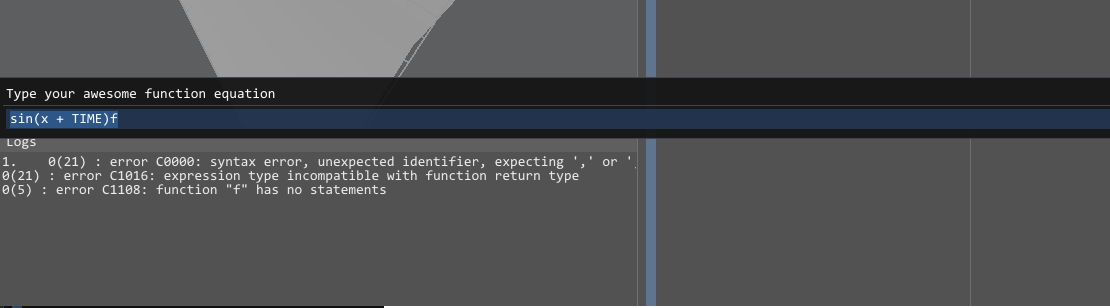 Type your awesome function equation
sin(x + TIME)f
Logs
1. 0(21) : error C0000: syntax error, unexpected identifier, expecting ',' or '
0(21) : error C1016: expression type incompatible with function return type
0(5) : error C1108: function "f" has no statements